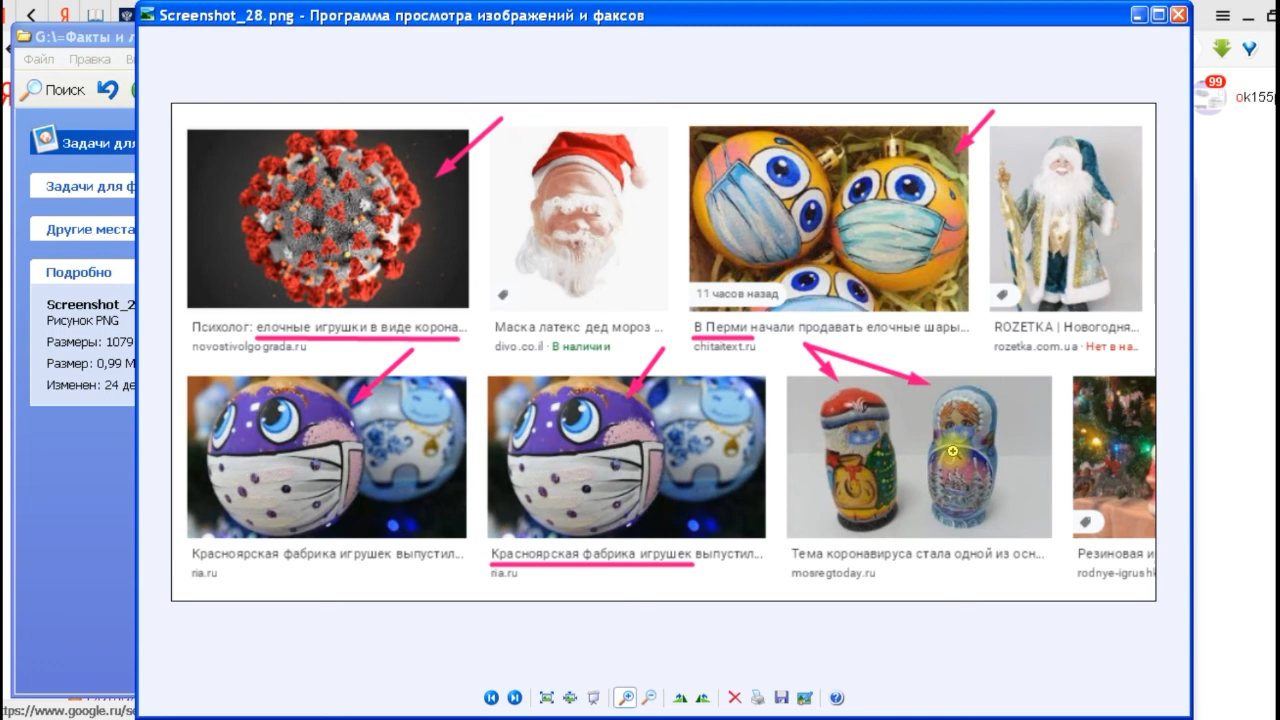 Screenshot_28.png - Программа просмотра изображений и факсов
G:\=Факты и
Файл Правка
Поиск
99
ok155
Задачи для
Задачи для ф
Другие места
Подробно
Screenshot_2
Рисунок PNG
Размеры: 1079
Размер: 0,99 М
Изменен: 24 де
11 часов назад
Психолог: елочные игрушки в виде корона...
novostivolgograda.ru
Маска латекс дед мороз ...
divo.co.il · В наличии
В Перми начали продавать елочные шары...
chitaitext.ru
ROZETKA | Новогодня...
rozetka.com.ua · Нет в на..
Красноярская фабрика игрушек выпустил...
ria.ru
Красноярская фабрика игрушек выпустил...
ria.ru
Тема коронавируса стала одной из осн...
mosregtoday.ru
Резиновая и
rodnye-igrushk
ttps://www.google.ru/se